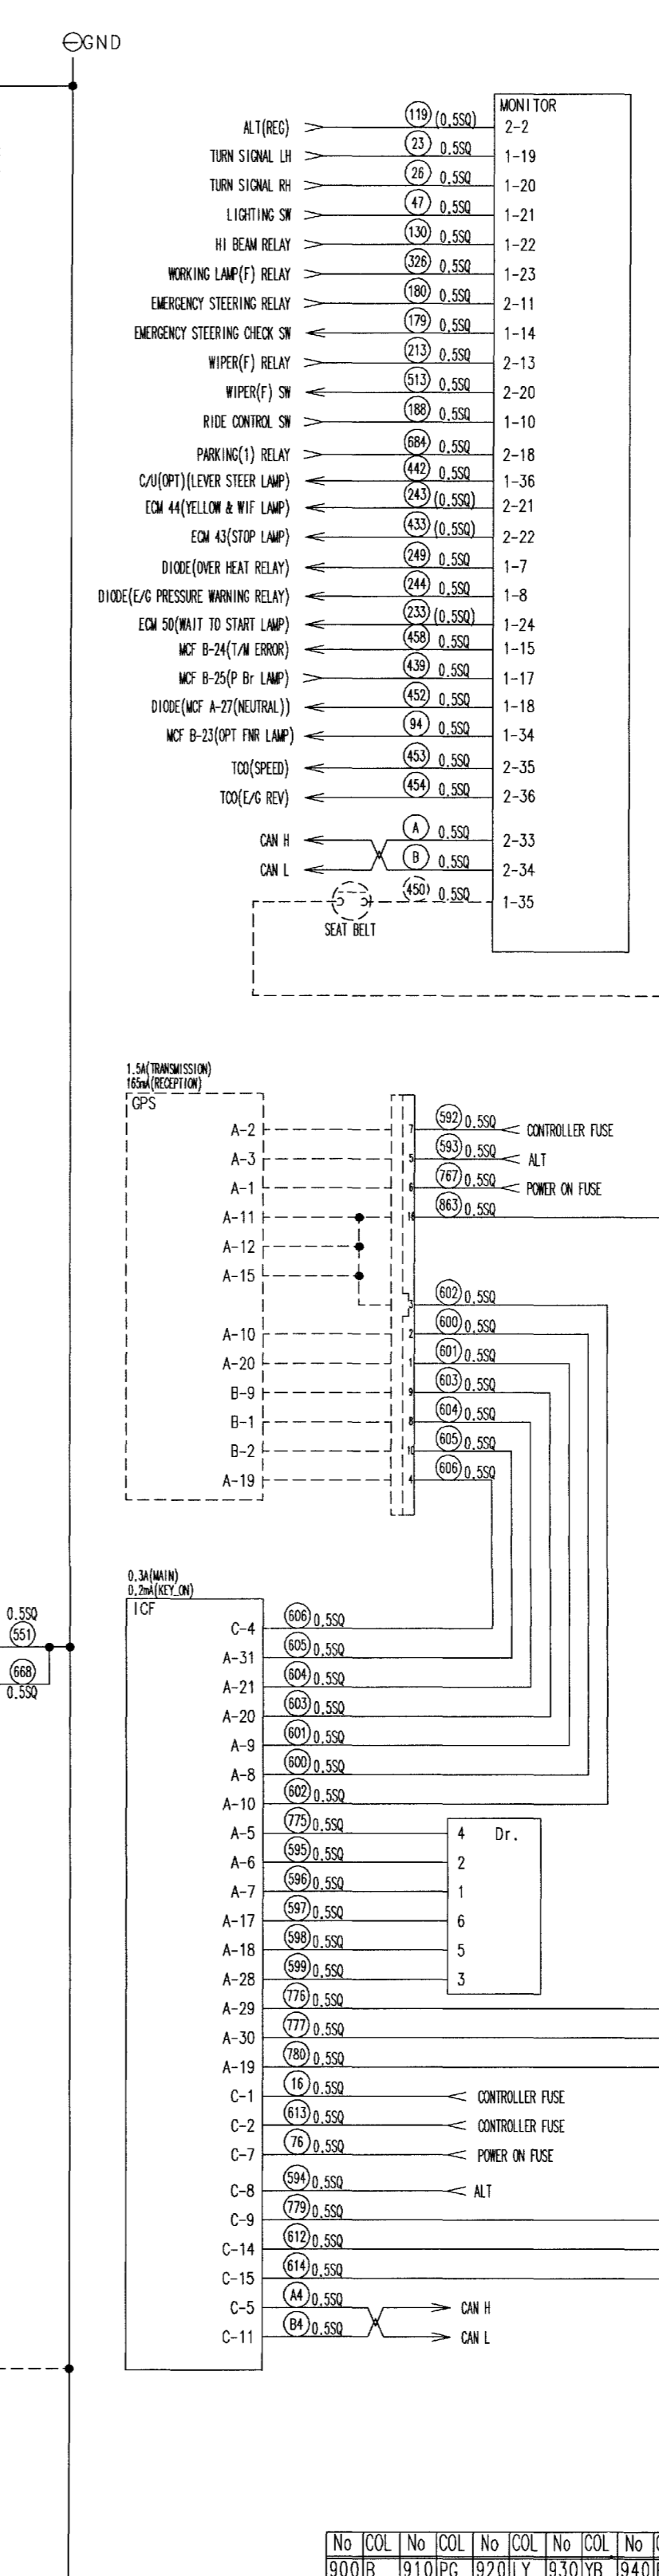 GND
MONITOR
ALT(REG) 119 (0.5SQ) 2-2
TURN SIGNAL LH 23 0.5SQ 1-19
TURN SIGNAL RH 26 0.5SQ 1-20
LIGHTING SW 47 0.5SQ 1-21
HI BEAM RELAY 130 0.5SQ 1-22
WORKING LAMP(F) RELAY 326 0.5SQ 1-23
EMERGENCY STEERING RELAY 180 0.5SQ 2-11
EMERGENCY STEERING CHECK SW 179 0.5SQ 1-14
WIPER(F) RELAY 213 0.5SQ 2-13
WIPER(F) SW 513 0.5SQ 2-20
RIDE CONTROL SW 188 0.5SQ 1-10
PARKING(1) RELAY 684 0.5SQ 2-18
C/U(OPT)(LEVER STEER LAMP) 442 0.5SQ 1-36
ECM 44(YELLOW & WIF LAMP) 243 (0.5SQ) 2-21
ECM 43(STOP LAMP) 433 (0.5SQ) 2-22
DIODE(OVER HEAT RELAY) 249 0.5SQ 1-7
DIODE(E/G PRESSURE WARNING RELAY) 244 0.5SQ 1-8
ECM 50(WAIT TO START LAMP) 233 (0.5SQ) 1-24
MCF B-24(T/M ERROR) 458 0.5SQ 1-15
MCF B-25(P Br LAMP) 439 0.5SQ 1-17
DIODE(MCF A-27(NEUTRAL)) 452 0.5SQ 1-18
MCF B-23(OPT FNR LAMP) 94 0.5SQ 1-34
TCO(SPEED) 453 0.5SQ 2-35
TCO(E/G REV) 454 0.5SQ 2-36
CAN H A 0.5SQ 2-33
CAN L B 0.5SQ 2-34
450 0.5SQ 1-35
SEAT BELT
1.5A(TRANSMISSION)
165mA(RECEPTION)
GPS
A-2 7 592 0.5SQ CONTROLLER FUSE
A-3 5 593 0.5SQ ALT
A-1 6 767 0.5SQ POWER ON FUSE
A-11 16 863 0.5SQ
A-12
A-15
3 602 0.5SQ
A-10 2 600 0.5SQ
A-20 1 601 0.5SQ
B-9 9 603 0.5SQ
B-1 8 604 0.5SQ
B-2 10 605 0.5SQ
A-19 4 606 0.5SQ
0.3A(MAIN)
0.2mA(KEY_ON)
ICF
0.5SQ
551
668
0.5SQ
C-4 606 0.5SQ
A-31 605 0.5SQ
A-21 604 0.5SQ
A-20 603 0.5SQ
A-9 601 0.5SQ
A-8 600 0.5SQ
A-10 602 0.5SQ
A-5 775 0.5SQ 4 Dr.
A-6 595 0.5SQ 2
A-7 596 0.5SQ 1
A-17 597 0.5SQ 6
A-18 598 0.5SQ 5
A-28 599 0.5SQ 3
A-29 776 0.5SQ
A-30 777 0.5SQ
A-19 780 0.5SQ
C-1 16 0.5SQ CONTROLLER FUSE
C-2 613 0.5SQ CONTROLLER FUSE
C-7 76 0.5SQ POWER ON FUSE
C-8 594 0.5SQ ALT
C-9 779 0.5SQ
C-14 612 0.5SQ
C-15 614 0.5SQ
C-5 A4 0.5SQ CAN H
C-11 B4 0.5SQ CAN L
No COL No COL No COL No COL No
900 B 910 PG 920 LY 930 YR 940